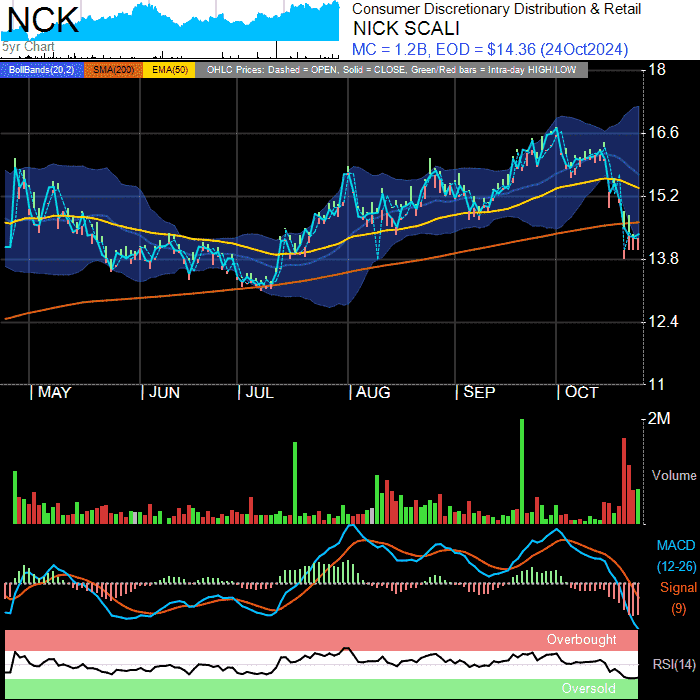 NCK
5yr Chart
Consumer Discretionary Distribution & Retail
NICK SCALI
MC = 1.2B, EOD = $14.36 (24Oct2024)
BollBands(20,2) SMA(200) EMA(50) OHLC Prices: Dashed = OPEN, Solid = CLOSE, Green/Red bars = Intra-day HIGH/LOW
18
16.6
15.2
13.8
12.4
11
MAY JUN JUL AUG SEP OCT
2M
Volume
MACD
(12-26)
Signal
(9)
Overbought
RSI(14)
Oversold